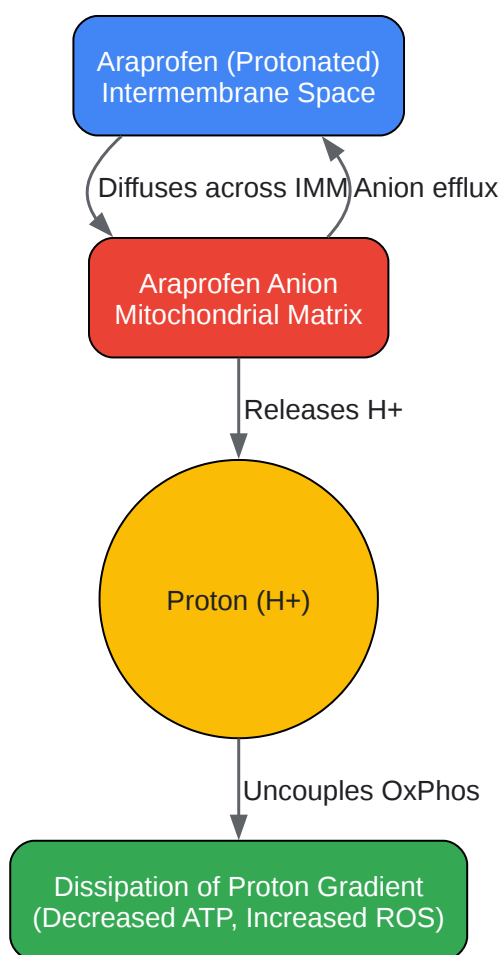 Araprofen (Protonated)
Intermembrane Space
Diffuses across IMM
Anion efflux
Araprofen Anion
Mitochondrial Matrix
Releases H+
Proton (H+)
Uncouples OxPhos
Dissipation of Proton Gradient
(Decreased ATP, Increased ROS)